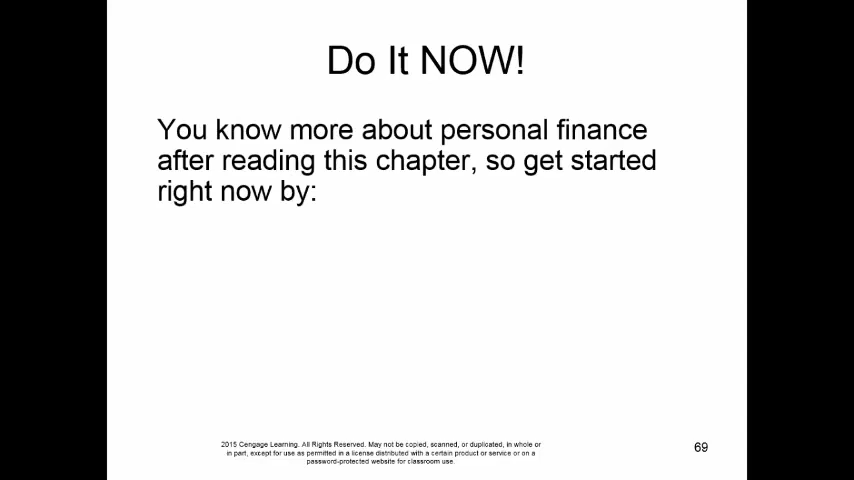 Do It NOW!
You know more about personal finance
after reading this chapter, so get started
right now by:
2015 Cengage Learning. All Rights Reserved. May not be copied, scanned, or duplicated, in whole or
in part, except for use as permitted in a license distributed with a certain product or service or on a
password-protected website for classroom use.
69